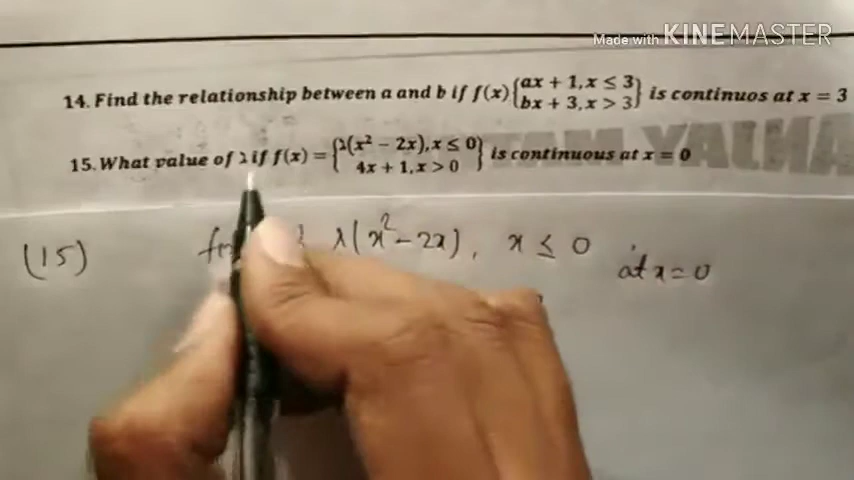 Made with KINEMASTER
14. Find the relationship between a and b if f(x) {ax + 1, x ≤ 3
bx + 3, x > 3} is continuos at x = 3
15. What value of λ if f(x) = {λ(x² − 2x), x ≤ 0
4x + 1, x > 0} is continuous at x = 0
(15) λ(x² − 2x), x ≤ 0 at x = 0